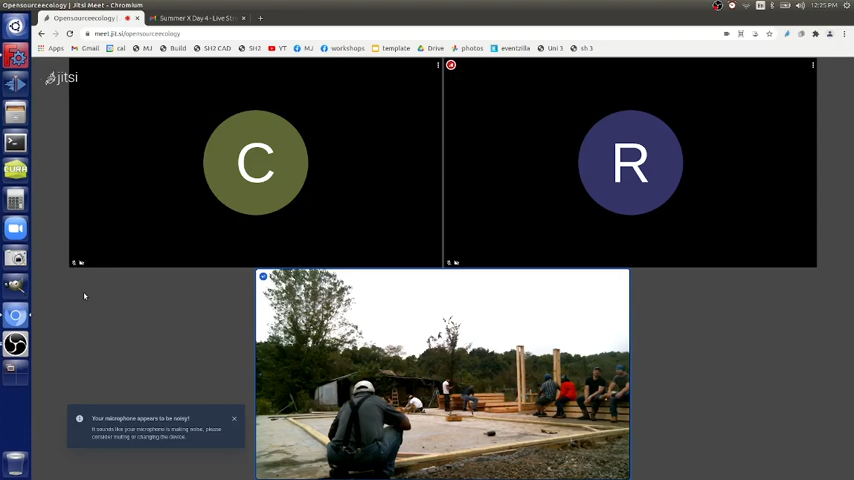 Opensourceecology | Jitsi Meet - Chromium
En
12:25 PM
Opensourceecology |
Summer X Day 4 - Live Str
meet.jit.si/opensourceecology
Apps
Gmail
cal
MJ
Build
SH2 CAD
SH2
YT
MJ
workshops
template
Drive
photos
eventzilla
Uni 3
sh 3
jitsi
C
R
CURA
Your microphone appears to be noisy!
It sounds like your microphone is making noise, please
consider muting or changing the device.